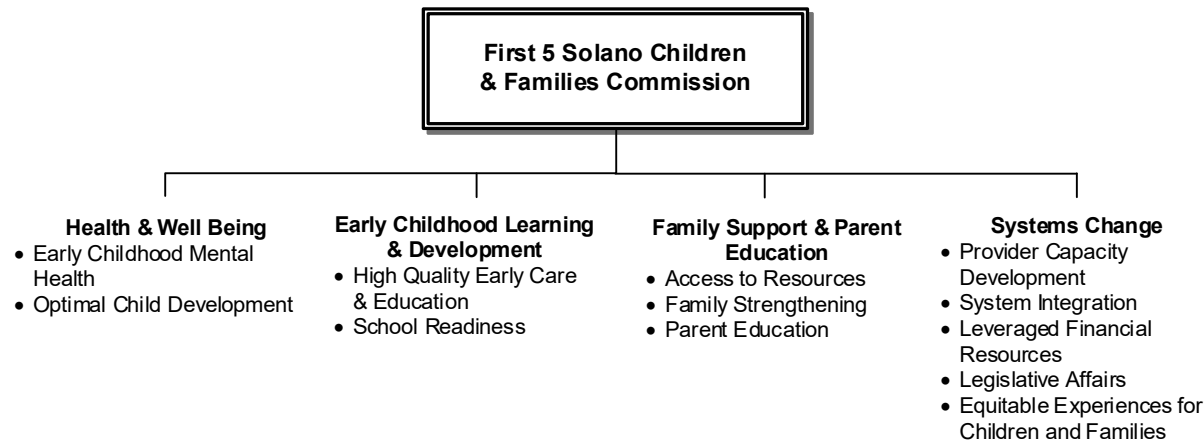 First 5 Solano Children
& Families Commission
Health & Well Being
• Early Childhood Mental
Health
• Optimal Child Development
Early Childhood Learning
& Development
• High Quality Early Care
& Education
• School Readiness
Family Support & Parent
Education
• Access to Resources
• Family Strengthening
• Parent Education
Systems Change
• Provider Capacity
Development
• System Integration
• Leveraged Financial
Resources
• Legislative Affairs
• Equitable Experiences for
Children and Families